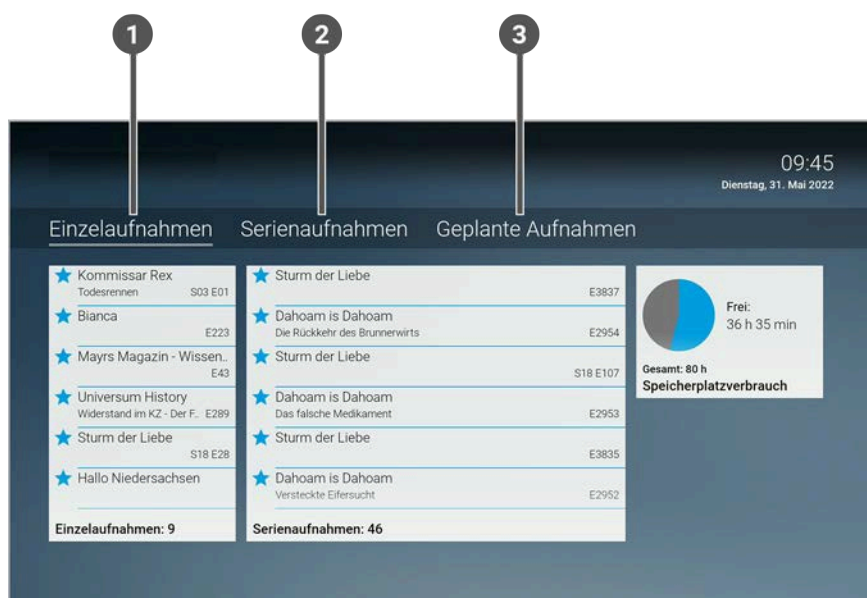 1 2 3
09:45
Dienstag, 31. Mai 2022
Einzelaufnahmen Serienaufnahmen Geplante Aufnahmen
Kommissar Rex
Todesrennen S03 E01
Bianca
E223
Mayrs Magazin - Wissen..
E43
Universum History
Widerstand im KZ - Der F.. E289
Sturm der Liebe
S18 E28
Hallo Niedersachsen
Einzelaufnahmen: 9
Sturm der Liebe
E3837
Dahoam is Dahoam
Die Rückkehr des Brunnerwirts E2954
Sturm der Liebe
S18 E107
Dahoam is Dahoam
Das falsche Medikament E2953
Sturm der Liebe
E3835
Dahoam is Dahoam
Versteckte Eifersucht E2952
Serienaufnahmen: 46
Frei:
36 h 35 min
Gesamt: 80 h
Speicherplatzverbrauch